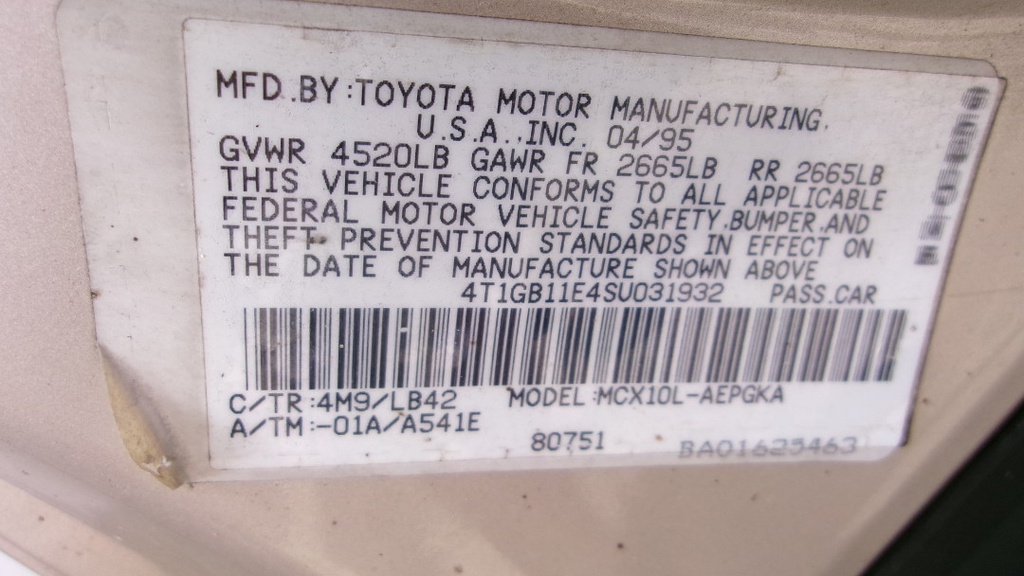 MFD.BY:TOYOTA MOTOR MANUFACTURING,
U.S.A.,INC. 04/95
GVWR 4520LB GAWR FR 2665LB RR 2665LB
THIS VEHICLE CONFORMS TO ALL APPLICABLE
FEDERAL MOTOR VEHICLE SAFETY,BUMPER,AND
THEFT PREVENTION STANDARDS IN EFFECT ON
THE DATE OF MANUFACTURE SHOWN ABOVE
4T1GB11E4SU031932 PASS.CAR
C/TR:4M9/LB42 MODEL:MCX10L-AEPGKA
A/TM:-01A/A541E
80751 BA01625463